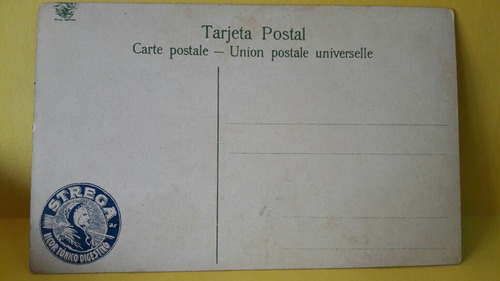 Tarjeta Postal
Carte postale — Union postale universelle
STREGA
LICOR TONICO DIGESTIVO